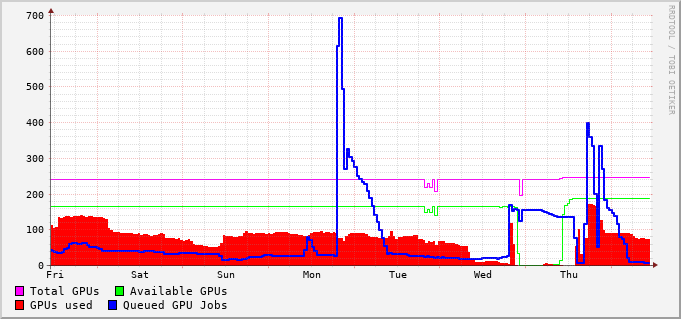 700
600
500
400
300
200
100
0
Fri Sat Sun Mon Tue Wed Thu
Total GPUs Available GPUs
GPUs used Queued GPU Jobs
RRDTOOL / TOBI OETIKER